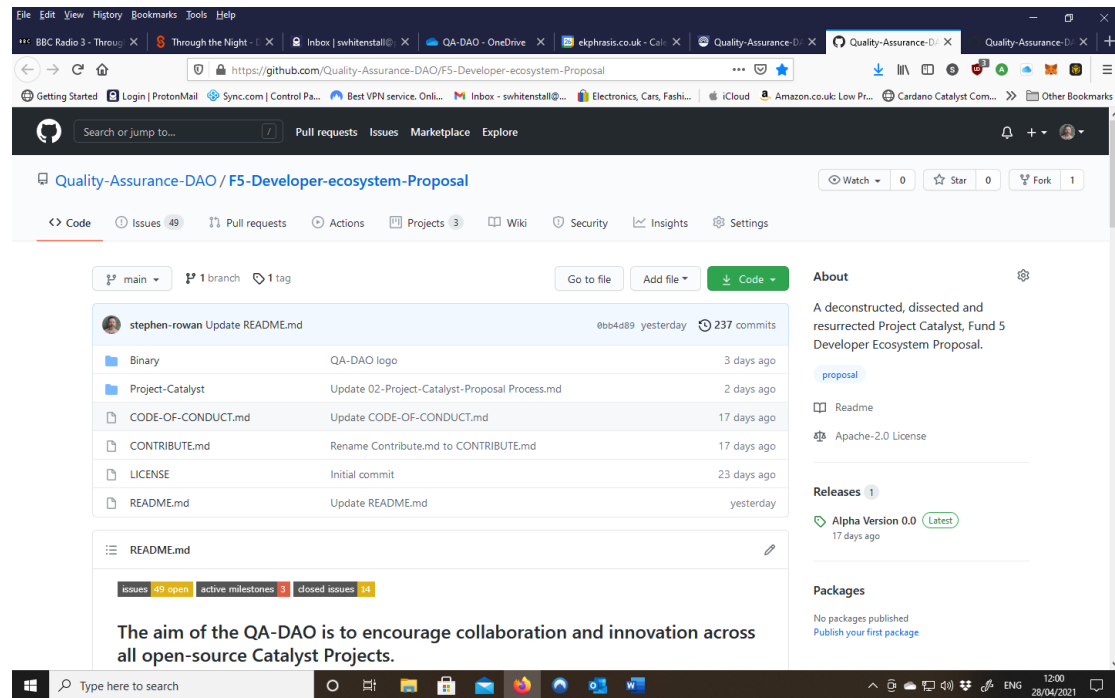 File Edit View History Bookmarks Tools Help
BBC Radio 3 - Throug
Through the Night - D
Inbox | swhitenstall@
QA-DAO - OneDrive
ekphrasis.co.uk - Cale
Quality-Assurance-D
Quality-Assurance-D
Quality-Assurance-D
https://github.com/Quality-Assurance-DAO/F5-Developer-ecosystem-Proposal
Getting Started
Login | ProtonMail
Sync.com | Control Pa...
Best VPN service. Onli...
Inbox - swhitenstall@...
Electronics, Cars, Fashi...
iCloud
Amazon.co.uk: Low Pr...
Cardano Catalyst Com...
Other Bookmarks
Search or jump to... /
Pull requests Issues Marketplace Explore
Quality-Assurance-DAO / F5-Developer-ecosystem-Proposal
Watch 0 Star 0 Fork 1
Code Issues 49 Pull requests Actions Projects 3 Wiki Security Insights Settings
main 1 branch 1 tag
Go to file Add file Code
stephen-rowan Update README.md 0bb4d89 yesterday 237 commits
Binary QA-DAO logo 3 days ago
Project-Catalyst Update 02-Project-Catalyst-Proposal Process.md 2 days ago
CODE-OF-CONDUCT.md Update CODE-OF-CONDUCT.md 17 days ago
CONTRIBUTE.md Rename Contribute.md to CONTRIBUTE.md 17 days ago
LICENSE Initial commit 23 days ago
README.md Update README.md yesterday
README.md
issues 49 open active milestones 3 closed issues 14
The aim of the QA-DAO is to encourage collaboration and innovation across
all open-source Catalyst Projects.
About
A deconstructed, dissected and
resurrected Project Catalyst, Fund 5
Developer Ecosystem Proposal.
proposal
Readme
Apache-2.0 License
Releases 1
Alpha Version 0.0 Latest
17 days ago
Packages
No packages published
Publish your first package
Type here to search
ENG
12:00
28/04/2021